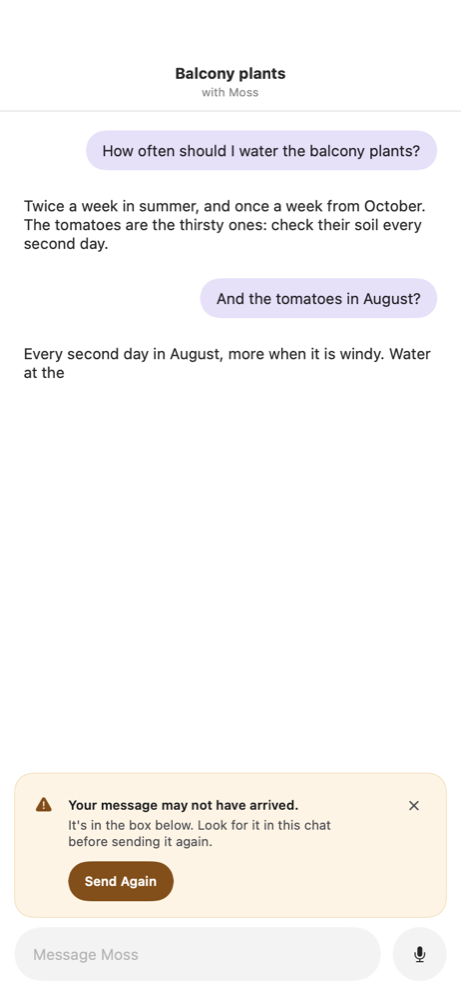 Balcony plants
with Moss
How often should I water the balcony plants?
Twice a week in summer, and once a week from October.
The tomatoes are the thirsty ones: check their soil every
second day.
And the tomatoes in August?
Every second day in August, more when it is windy. Water
at the
Your message may not have arrived.
It's in the box below. Look for it in this chat
before sending it again.
Send Again
Message Moss